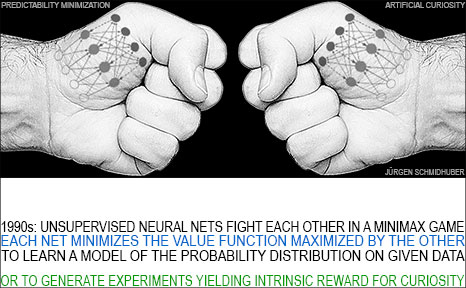 PREDICTABILITY MINIMIZATION
ARTIFICIAL CURIOSITY
JÜRGEN SCHMIDHUBER
1990s: UNSUPERVISED NEURAL NETS FIGHT EACH OTHER IN A MINIMAX GAME
EACH NET MINIMIZES THE VALUE FUNCTION MAXIMIZED BY THE OTHER
TO LEARN A MODEL OF THE PROBABILITY DISTRIBUTION ON GIVEN DATA
OR TO GENERATE EXPERIMENTS YIELDING INTRINSIC REWARD FOR CURIOSITY